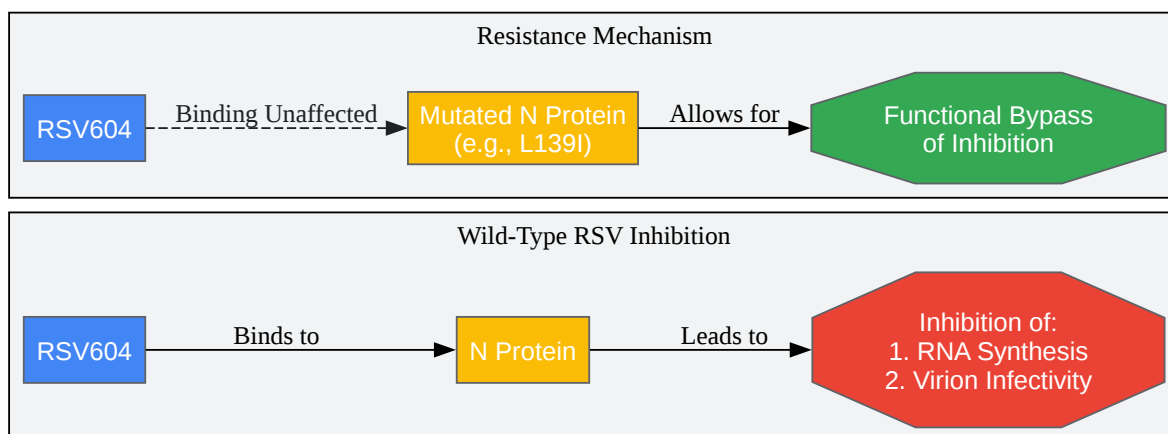 Resistance Mechanism
RSV604
Binding Unaffected
Mutated N Protein
(e.g., L139I)
Allows for
Functional Bypass
of Inhibition
Wild-Type RSV Inhibition
RSV604
Binds to
N Protein
Leads to
Inhibition of:
1. RNA Synthesis
2. Virion Infectivity